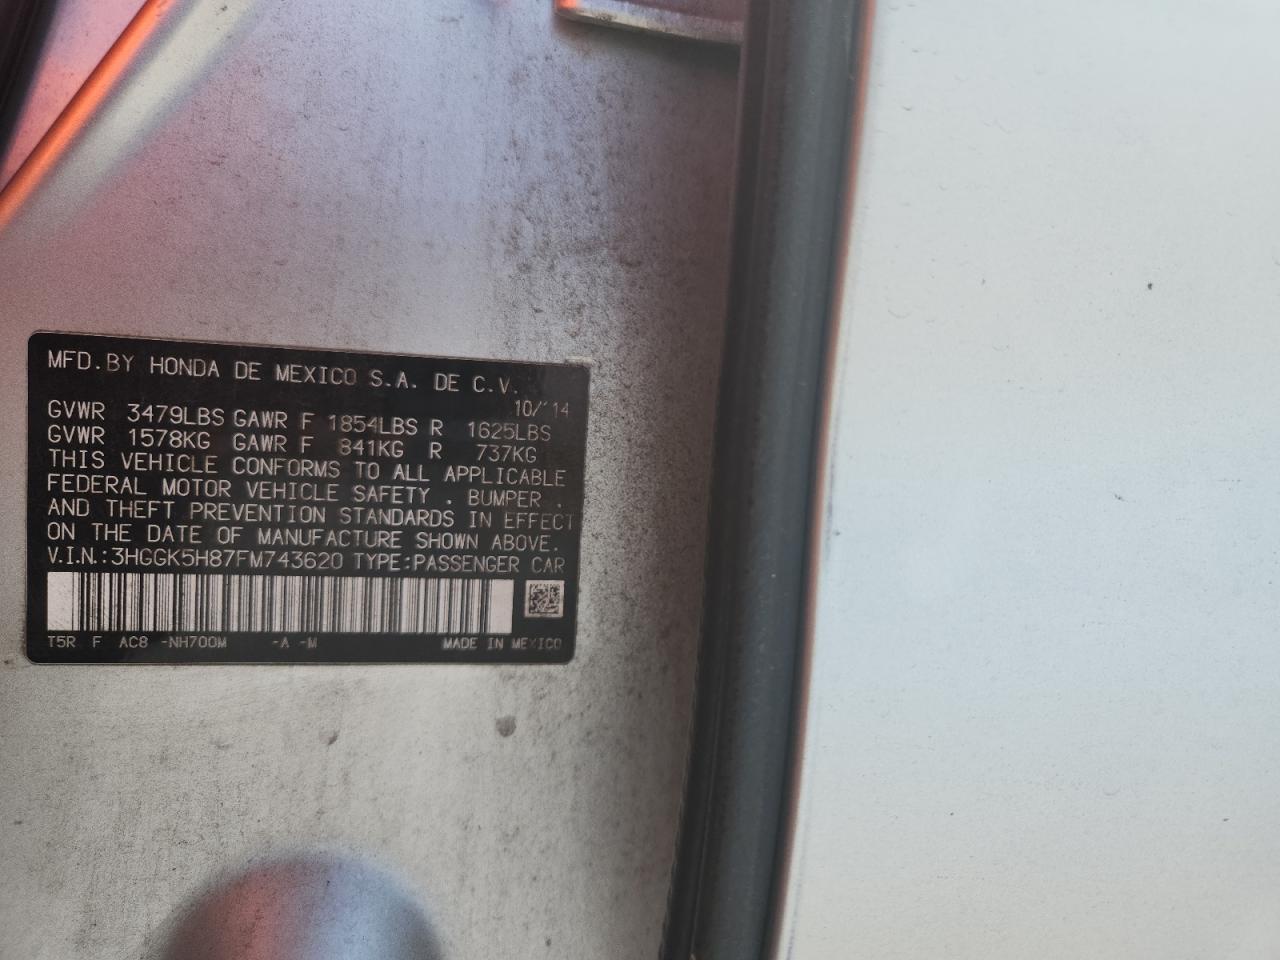 MFD. BY HONDA DE MEXICO S.A. DE C.V.
10/'14
GVWR 3479LBS GAWR F 1854LBS R 1625LBS
GVWR 1578KG GAWR F 841KG R 737KG
THIS VEHICLE CONFORMS TO ALL APPLICABLE
FEDERAL MOTOR VEHICLE SAFETY , BUMPER ,
AND THEFT PREVENTION STANDARDS IN EFFECT
ON THE DATE OF MANUFACTURE SHOWN ABOVE.
V.I.N.:3HGGK5H87FM743620 TYPE:PASSENGER CAR
T5R F AC8 -NH700M -A -M MADE IN MEXICO